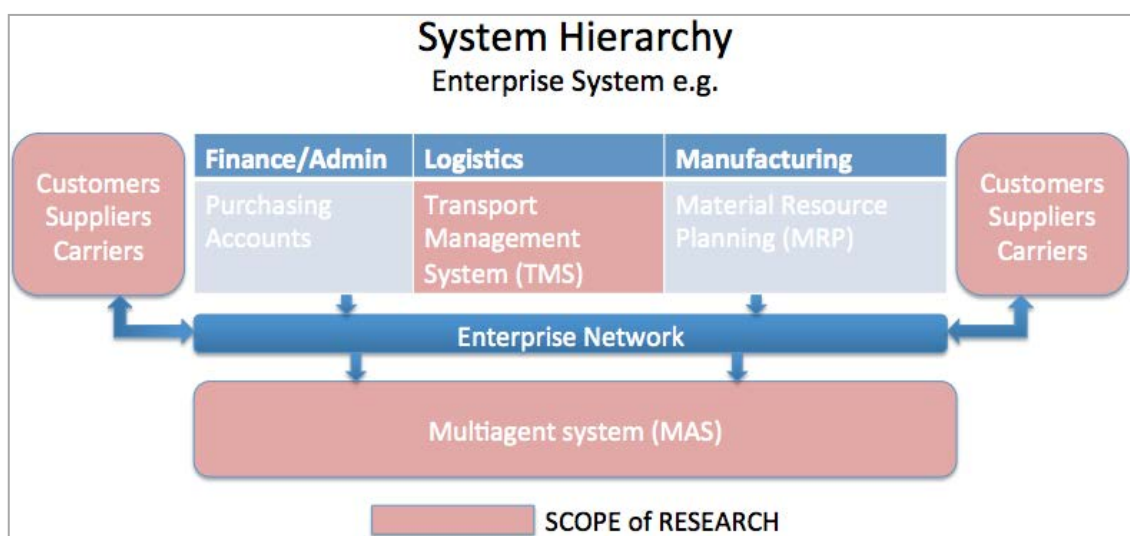 System Hierarchy
Enterprise System e.g.
Customers
Suppliers
Carriers
Finance/Admin
Purchasing
Accounts
Logistics
Transport
Management
System (TMS)
Manufacturing
Material Resource
Planning (MRP)
Customers
Suppliers
Carriers
Enterprise Network
Multiagent system (MAS)
SCOPE of RESEARCH